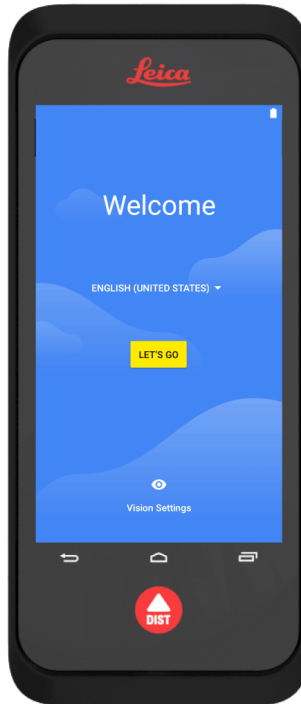 Leica
Welcome
ENGLISH (UNITED STATES)
LET'S GO
Vision Settings
DIST